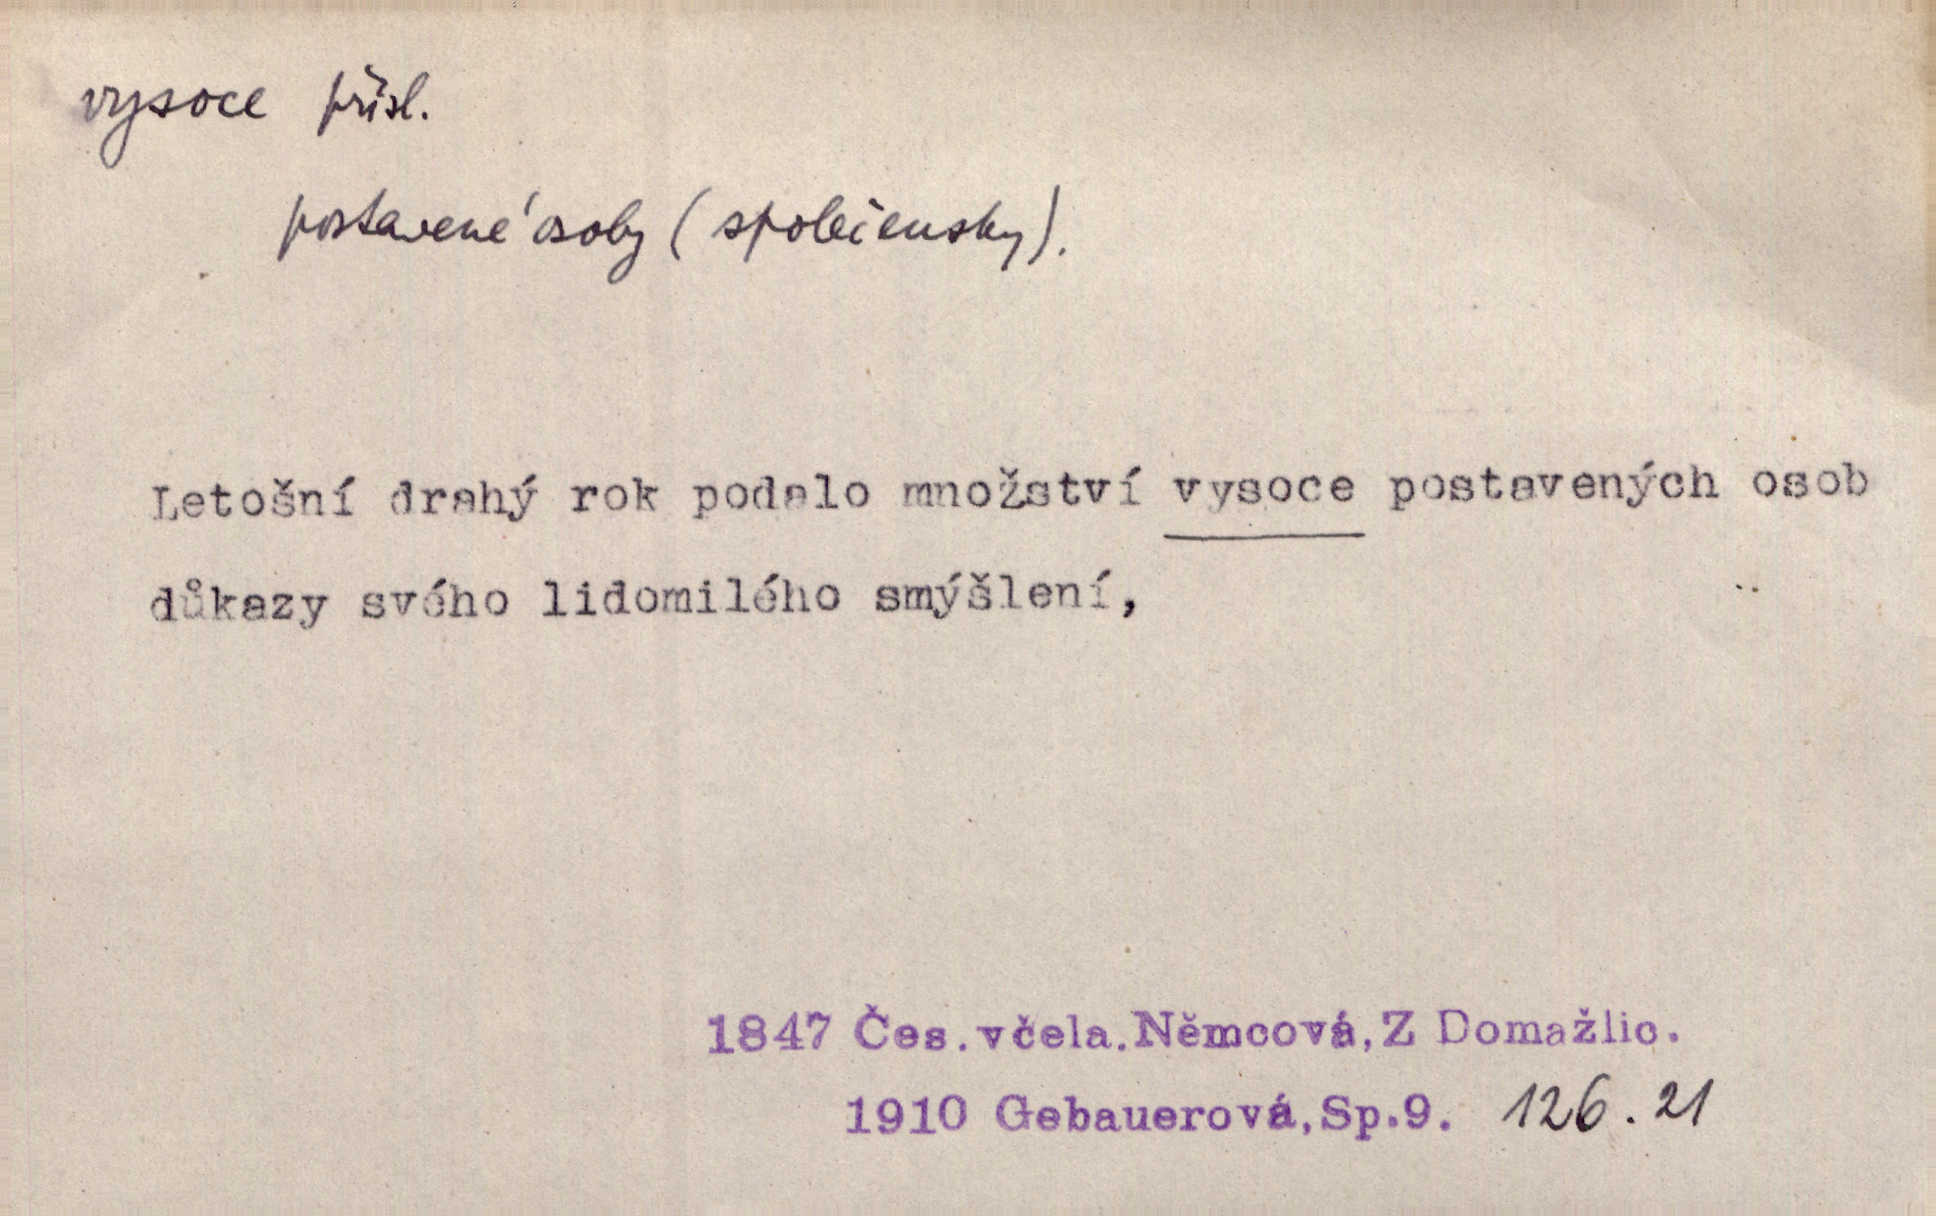 vysoce přísl.
postavené osoby (společensky).
Letošní drahý rok podalo množství vysoce postavených osob
důkazy svého lidomilého smýšlení,
1847 Čes.včela.Němcová,Z Domažlic.
1910 Gebauerová,Sp.9. 126.21